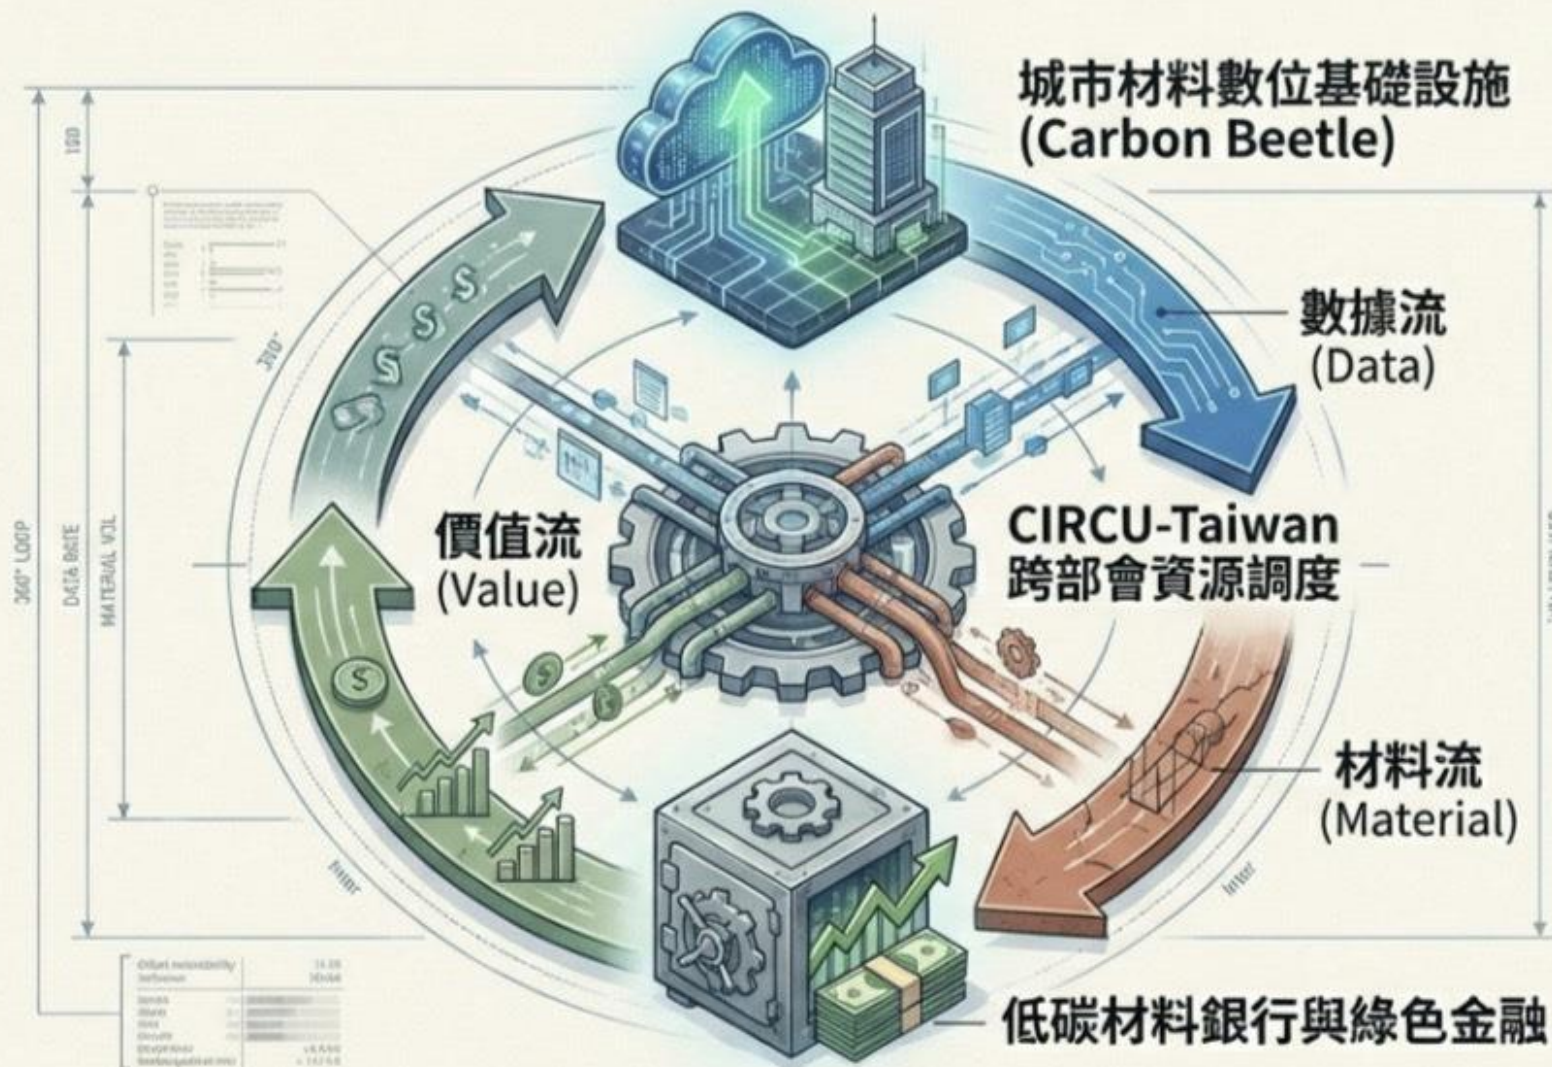 城市材料數位基礎設施
(Carbon Beetle)
數據流
(Data)
價值流
(Value)
CIRCU-Taiwan
跨部會資源調度
材料流
(Material)
低碳材料銀行與綠色金融